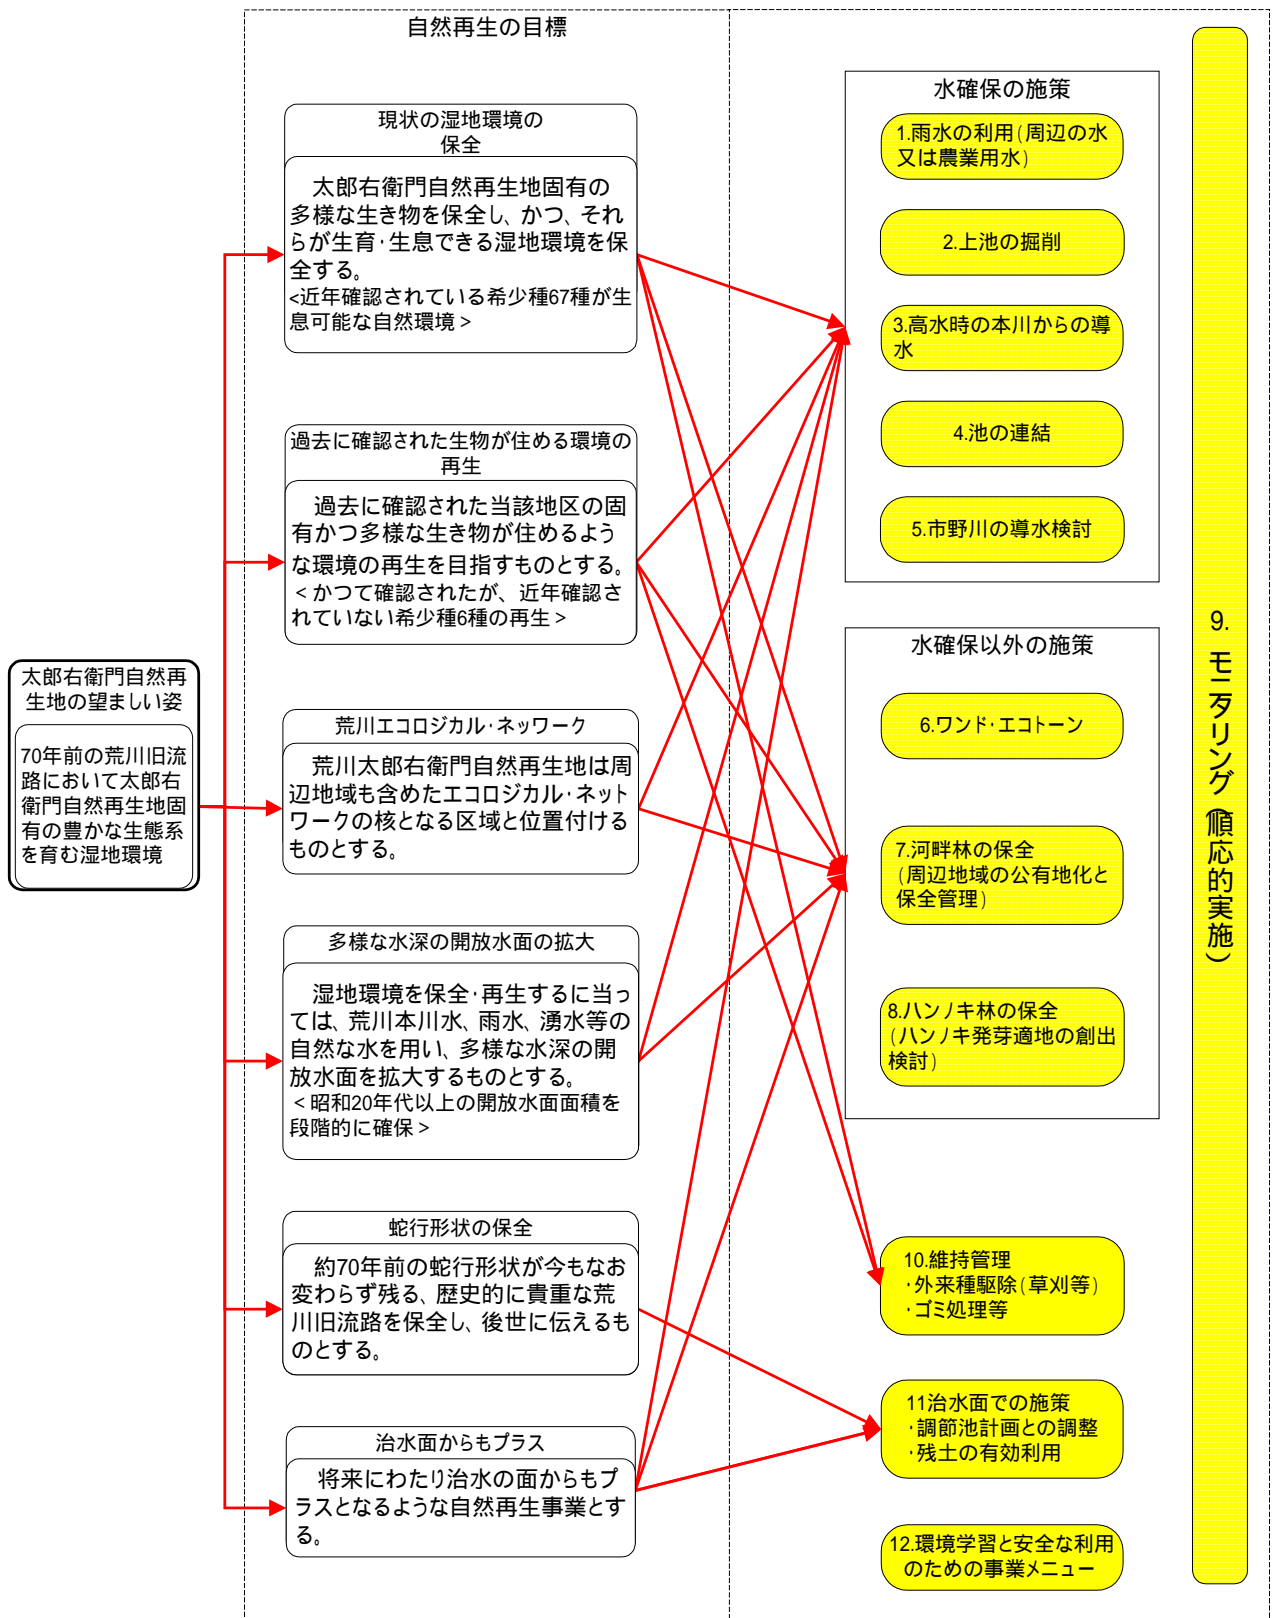 自然再生の目標
太郎右衛門自然再
生地の望ましい姿
70年前の荒川旧流
路において太郎右
衛門自然再生地固
有の豊かな生態系
を育む湿地環境
現状の湿地環境の
保全
太郎右衛門自然再生地固有の
多様な生き物を保全し、かつ、それ
らが生育・生息できる湿地環境を保
全する。
<近年確認されている希少種67種が生
息可能な自然環境>
過去に確認された生物が住める環境の
再生
過去に確認された当該地区の固
有かつ多様な生き物が住めるよう
な環境の再生を目指すものとする。
<かつて確認されたが、近年確認さ
れていない希少種6種の再生>
荒川エコロジカル・ネッワーク
荒川太郎右衛門自然再生地は周
辺地域も含めたエコロジカル・ネット
ワークの核となる区域と位置付ける
ものとする。
多様な水深の開放水面の拡大
湿地環境を保全・再生するに当っ
ては、荒川本川水、雨水、湧水等の
自然な水を用い、多様な水深の開
放水面を拡大するものとする。
<昭和20年代以上の開放水面面積を
段階的に確保>
蛇行形状の保全
約70年前の蛇行形状が今もなお
変わらず残る、歴史的に貴重な荒
川旧流路を保全し、後世に伝えるも
のとする。
治水面からもプラス
将来にわたり治水の面からもプ
ラスとなるような自然再生事業とす
る。
水確保の施策
1.雨水の利用(周辺の水
又は農業用水)
2.上池の掘削
3.高水時の本川からの導
水
4.池の連結
5.市野川の導水検討
水確保以外の施策
6.ワンド・エコトーン
7.河畔林の保全
(周辺地域の公有地化と
保全管理)
8.ハンノキ林の保全
(ハンノキ発芽適地の創出
検討)
10.維持管理
・外来種駆除(草刈等)
・ゴミ処理等
11治水面での施策
・調節池計画との調整
・残土の有効利用
12.環境学習と安全な利用
のための事業メニュー
9.モニタリング(順応的実施)